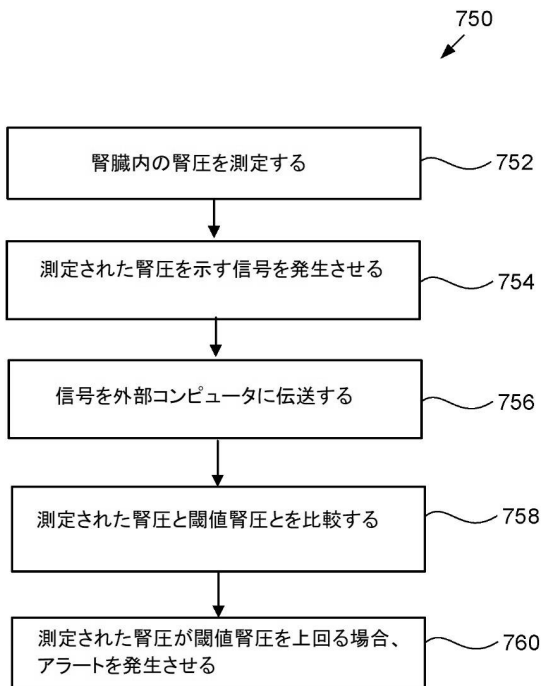 750
腎臓内の腎圧を測定する
752
測定された腎圧を示す信号を発生させる
754
信号を外部コンピュータに伝送する
756
測定された腎圧と閾値腎圧とを比較する
758
測定された腎圧が閾値腎圧を上回る場合、
アラートを発生させる
760